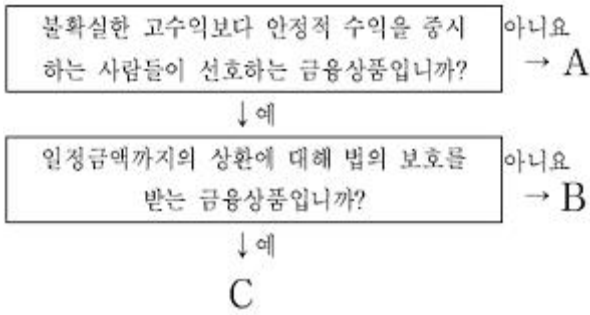 불확실한 고수익보다 안정적 수익을 중시
하는 사람들이 선호하는 금융상품입니까?
아니요
→ A
↓예
일정금액까지의 상환에 대해 법의 보호를
받는 금융상품입니까?
아니요
→ B
↓예
C